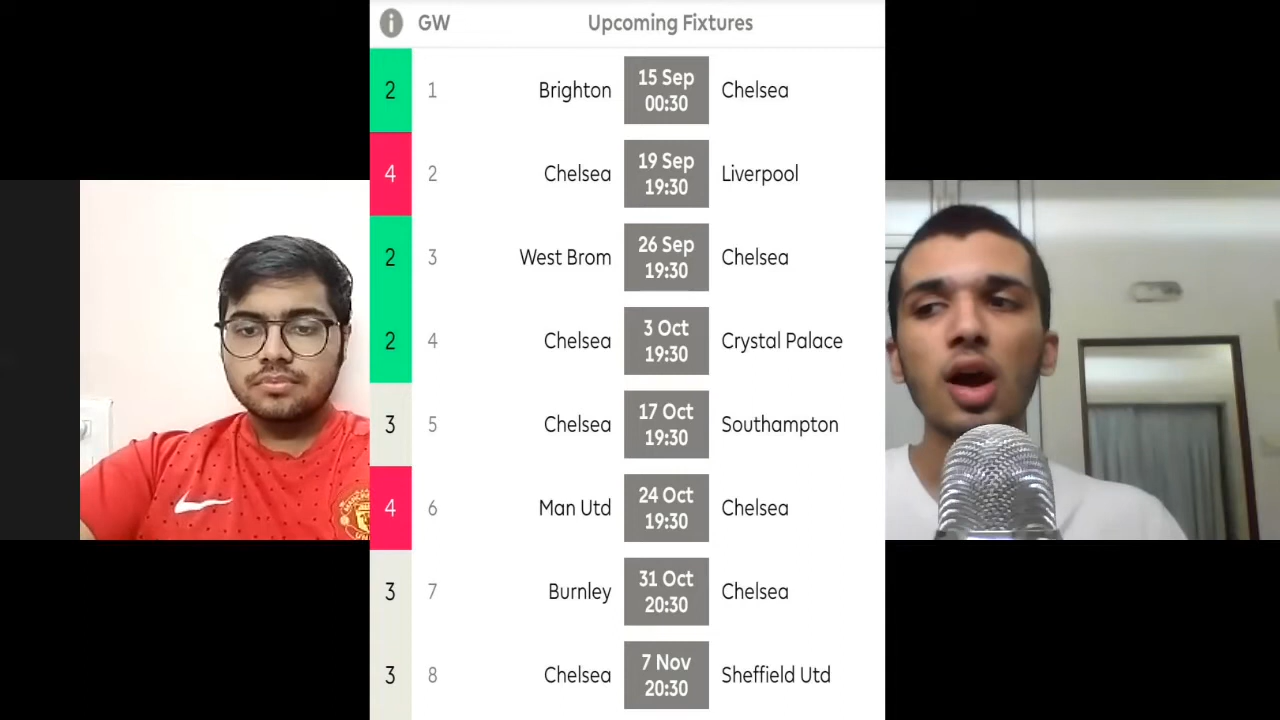 i GW Upcoming Fixtures
2 1 Brighton 15 Sep 00:30 Chelsea
4 2 Chelsea 19 Sep 19:30 Liverpool
2 3 West Brom 26 Sep 19:30 Chelsea
2 4 Chelsea 3 Oct 19:30 Crystal Palace
3 5 Chelsea 17 Oct 19:30 Southampton
4 6 Man Utd 24 Oct 19:30 Chelsea
3 7 Burnley 31 Oct 20:30 Chelsea
3 8 Chelsea 7 Nov 20:30 Sheffield Utd